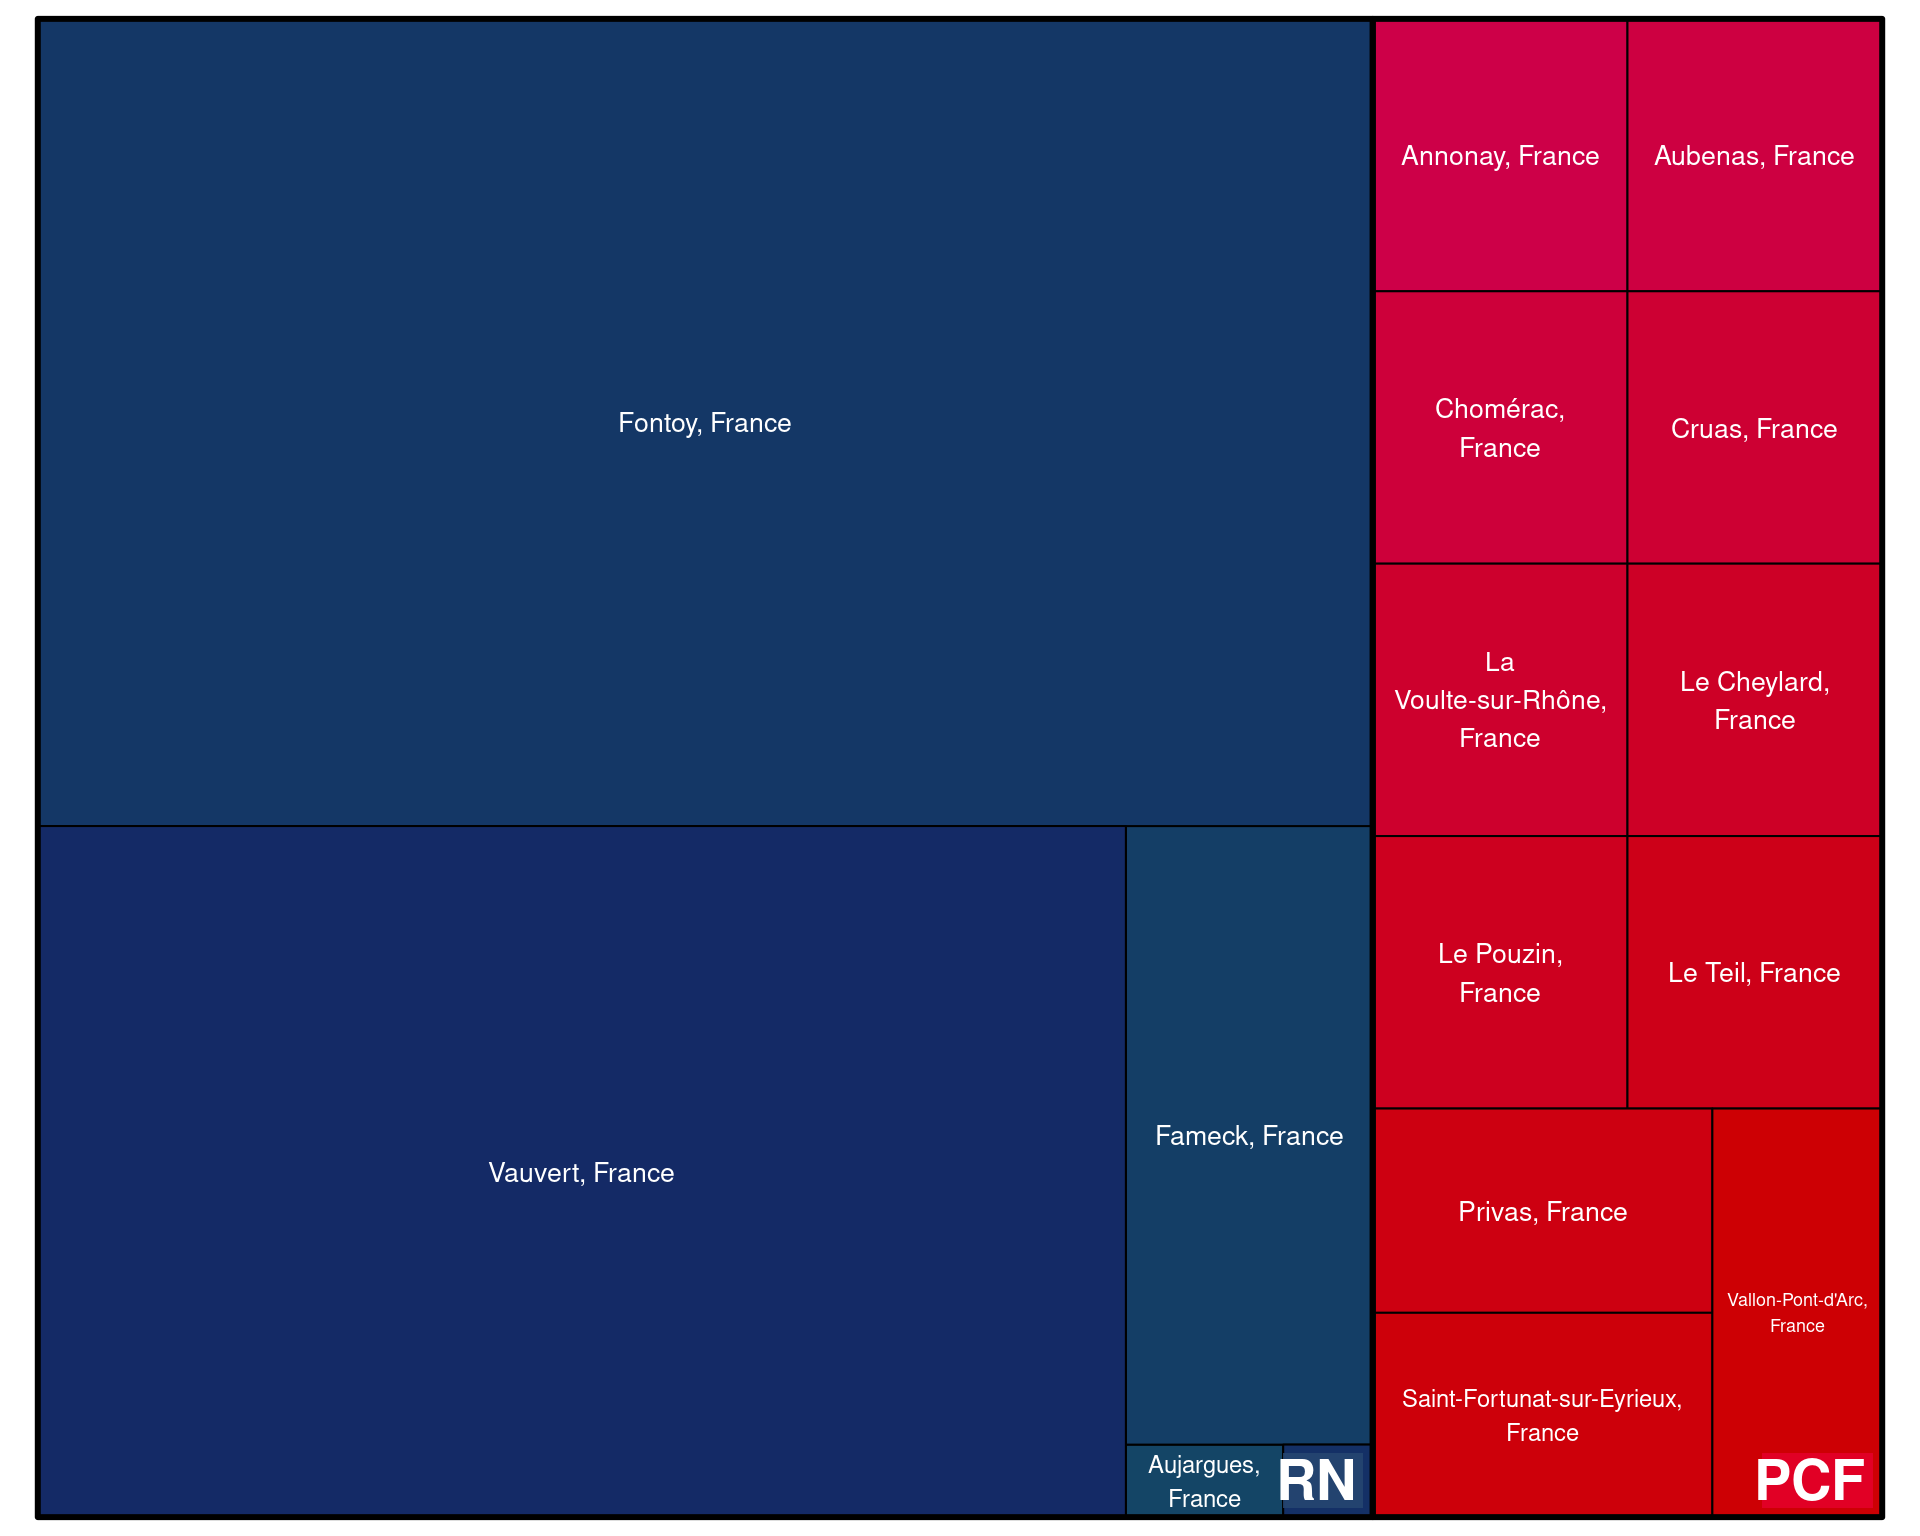 Fontoy, France
Vauvert, France
Fameck, France
Aujargues,
France
RN
Annonay, France
Aubenas, France
Chomérac,
France
Cruas, France
La
Voulte-sur-Rhône,
France
Le Cheylard,
France
Le Pouzin,
France
Le Teil, France
Privas, France
Saint-Fortunat-sur-Eyrieux,
France
Vallon-Pont-d'Arc,
France
PCF